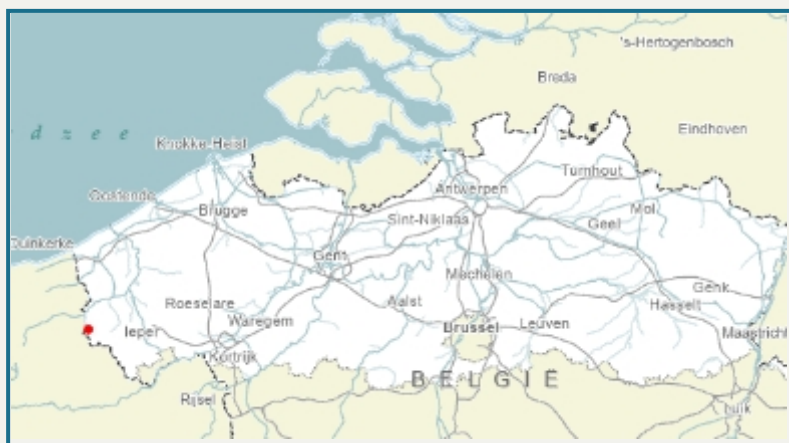 's-Hertogenbosch
Breda
Eindhoven
d z e e
Knokke-Heist
Turnhout
Antwerpen
Oostende
Brugge
Mol
Sint-Niklaas
Geel
Duinkerke
Gent
Mechelen
Genk
Roeselare
Aalst
Hasselt
Waregem
Ieper
Brussel
Leuven
Maastricht
Kortrijk
BELGIË
Rijsel
Luik